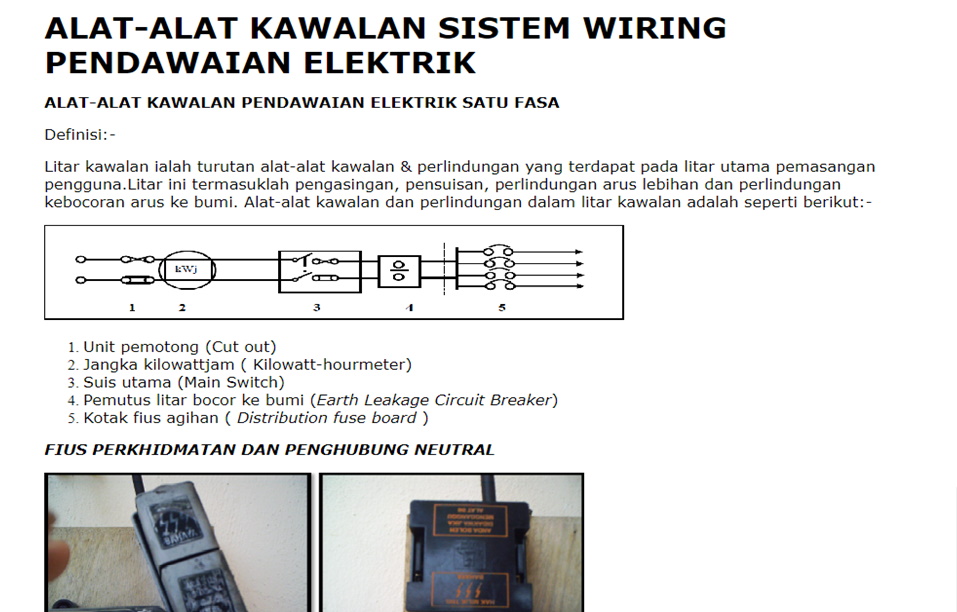 ALAT-ALAT KAWALAN SISTEM WIRING
PENDAWAIAN ELEKTRIK
ALAT-ALAT KAWALAN PENDAWAIAN ELEKTRIK SATU FASA
Definisi:-
Litar kawalan ialah turutan alat-alat kawalan & perlindungan yang terdapat pada litar utama pemasangan
pengguna.Litar ini termasuklah pengasingan, pensuisan, perlindungan arus lebihan dan perlindungan
kebocoran arus ke bumi. Alat-alat kawalan dan perlindungan dalam litar kawalan adalah seperti berikut:-
kWj
1 2 3 4 5
1. Unit pemotong (Cut out)
2. Jangka kilowattjam ( Kilowatt-hourmeter)
3. Suis utama (Main Switch)
4. Pemutus litar bocor ke bumi (Earth Leakage Circuit Breaker)
5. Kotak fius agihan ( Distribution fuse board )
FIUS PERKHIDMATAN DAN PENGHUBUNG NEUTRAL